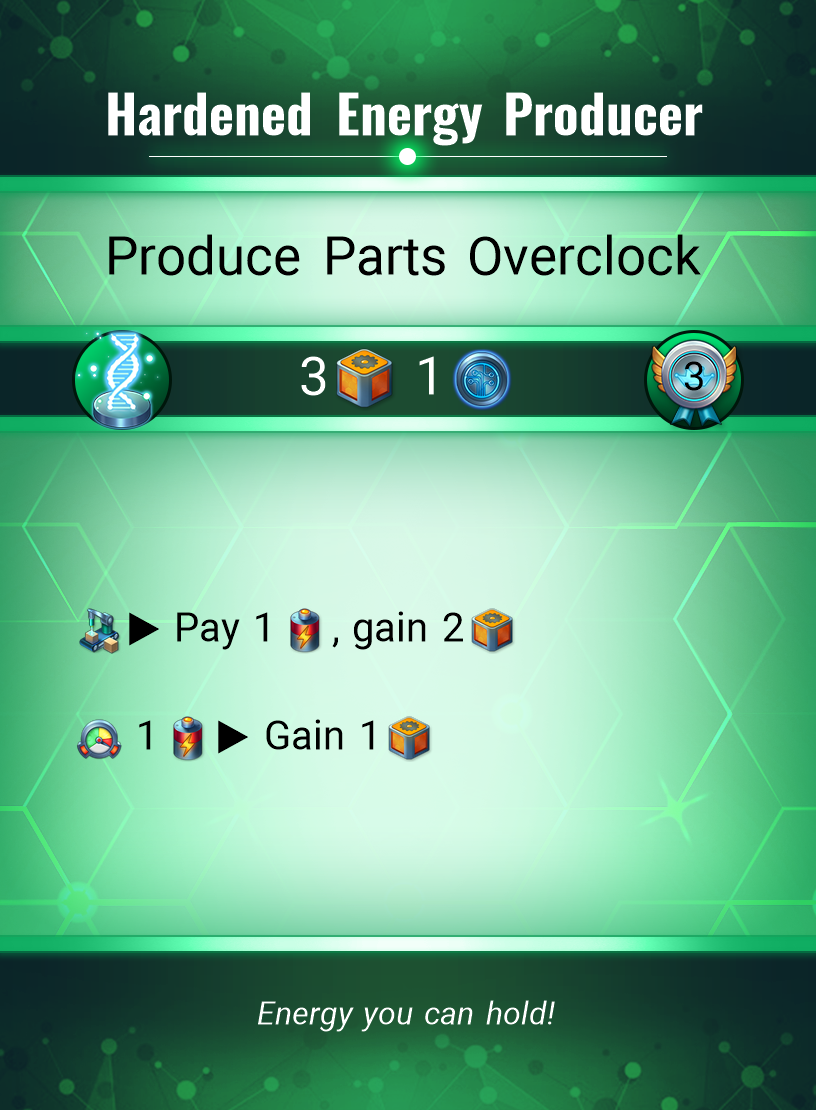 Hardened Energy Producer
Produce Parts Overclock
3 1 3
▶ Pay 1 , gain 2
1 ▶ Gain 1
Energy you can hold!